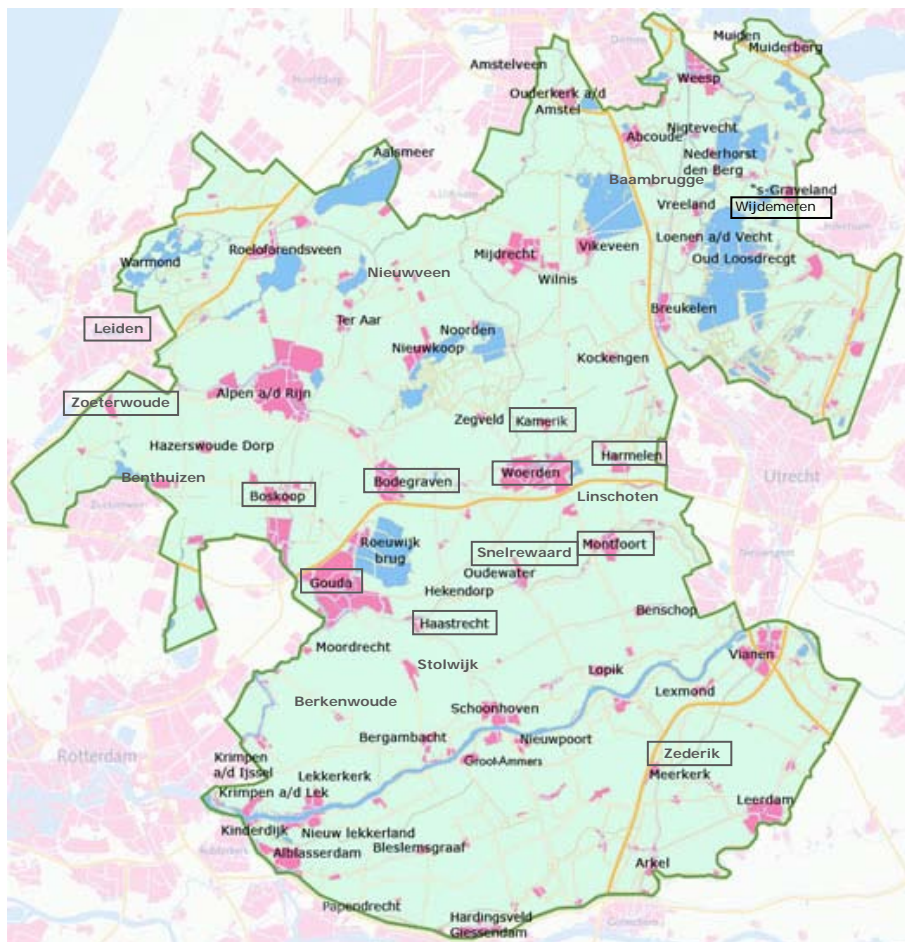 Muiden
Muiderberg
Amstelveen
Weesp
Ouderkerk a/d
Amstel
Nigtevecht
Abcoude
Aalsmeer
Nederhorst
den Berg
Baambrugge
"s-Graveland
Vreeland
Wijdemeren
Loenen a/d Vecht
Roelofarendsveen
Vikeveen
Mijdrecht
Oud Loosdrecgt
Warmond
Nieuwveen
Wilnis
Breukelen
Leiden
Ter Aar
Noorden
Nieuwkoop
Kockengen
Alpen a/d Rijn
Zoeterwoude
Zegveld
Kamerik
Hazerswoude Dorp
Harmelen
Woerden
Benthuizen
Bodegraven
Utrecht
Boskoop
Linschoten
Roeuwijk
brug
Montfoort
Snelrewaard
Oudewater
Gouda
Hekendorp
Benschop
Haastrecht
Moordrecht
Vianen
Stolwijk
Lopik
Lexmond
Berkenwoude
Schoonhoven
Bergambacht
Nieuwpoort
Rotterdam
Zederik
Groot-Ammers
Krimpen
a/d Ijssel
Meerkerk
Lekkerkerk
Krimpen a/d Lek
Leerdam
Kinderdijk
Nieuw lekkerland
Bleslemsgraaf
Alblasserdam
Arkel
Papendrecht
Hardingsveld
Giessendam